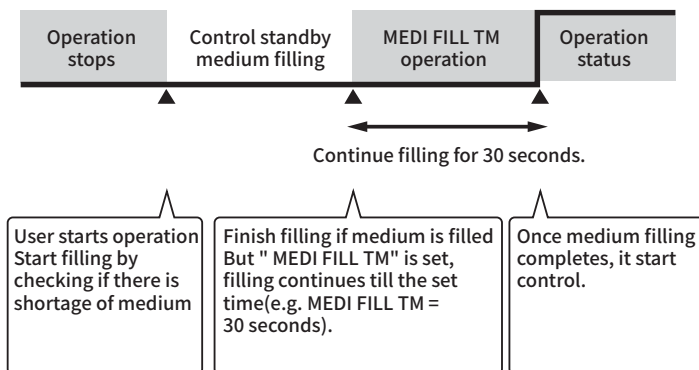 Operation
stops
Control standby
medium filling
MEDI FILL TM
operation
Operation
status
Continue filling for 30 seconds.
User starts operation
Start filling by
checking if there is
shortage of medium
Finish filling if medium is filled
But " MEDI FILL TM" is set,
filling continues till the set
time(e.g. MEDI FILL TM =
30 seconds).
Once medium filling
completes, it start
control.